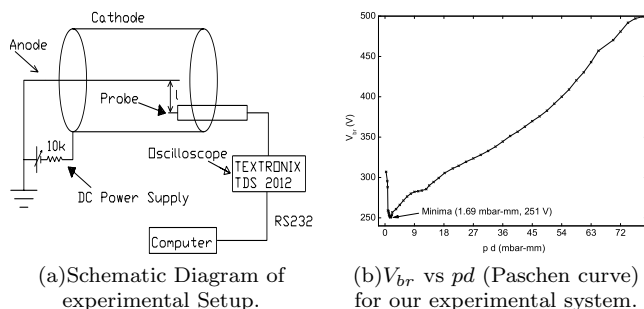 Cathode
Anode
l
Probe
10k
Oscilloscope
TEXTRONIX
TDS 2012
DC Power Supply
RS232
Computer
(a)Schematic Diagram of
experimental Setup.
500
450
400
350
300
250
V_br (V)
Minima (1.69 mbar-mm, 251 V)
0 9 18 27 36 45 54 63 72
p d (mbar-mm)
(b)V_br vs pd (Paschen curve)
for our experimental system.